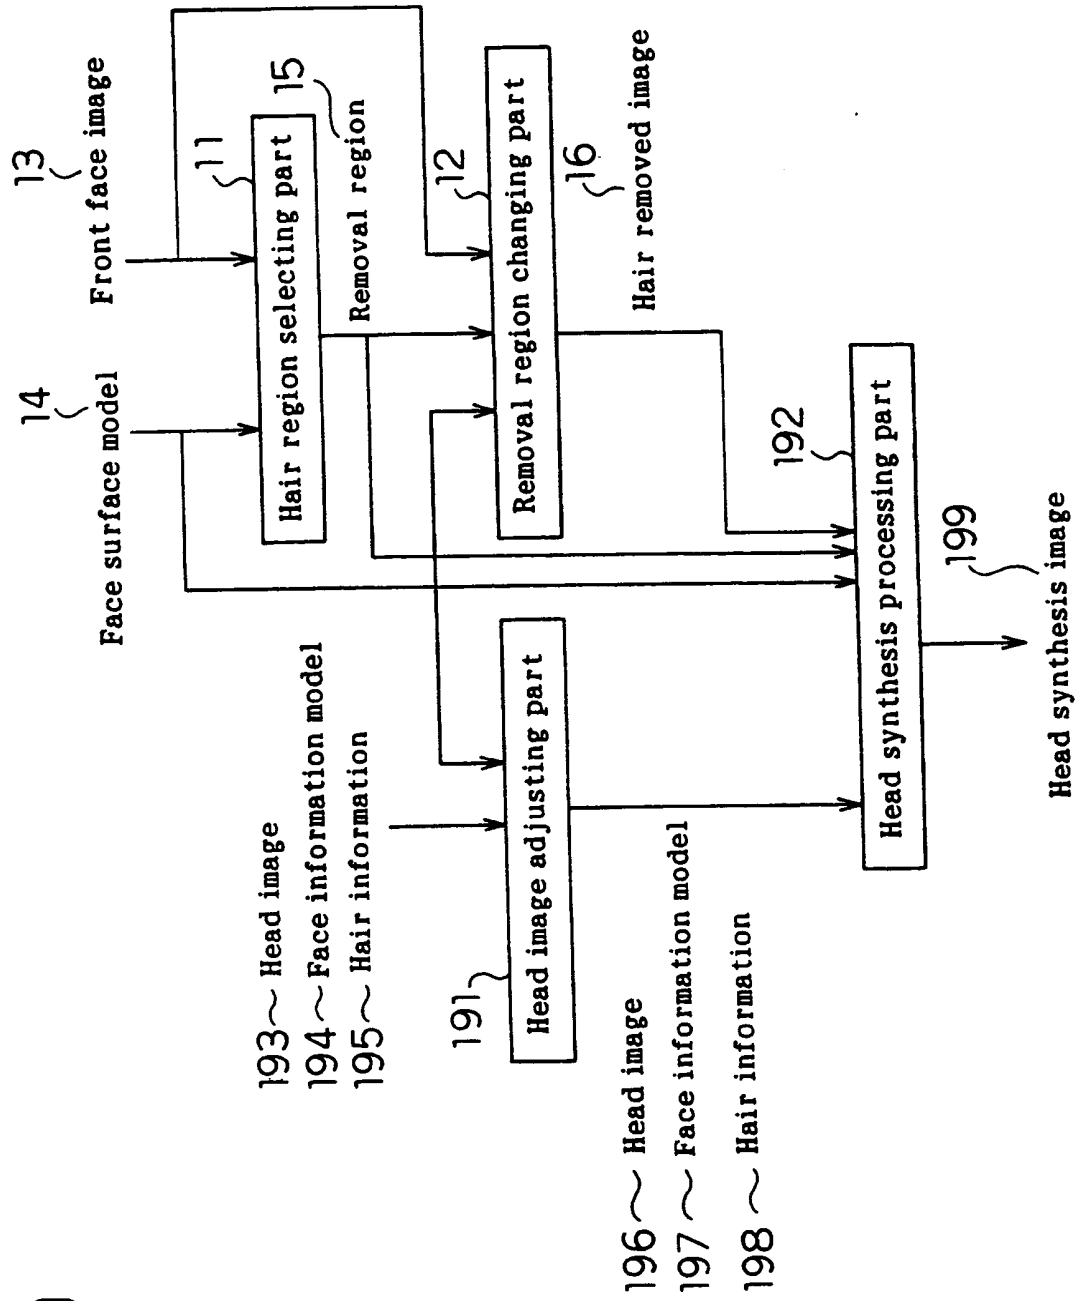 14
Face surface model
13
Front face image
11
Hair region selecting part
15
Removal region
193 Head image
194 Face information model
195 Hair information
191
Head image adjusting part
12
Removal region changing part
16
Hair removed image
196 Head image
197 Face information model
198 Hair information
192
Head synthesis processing part
199
Head synthesis image